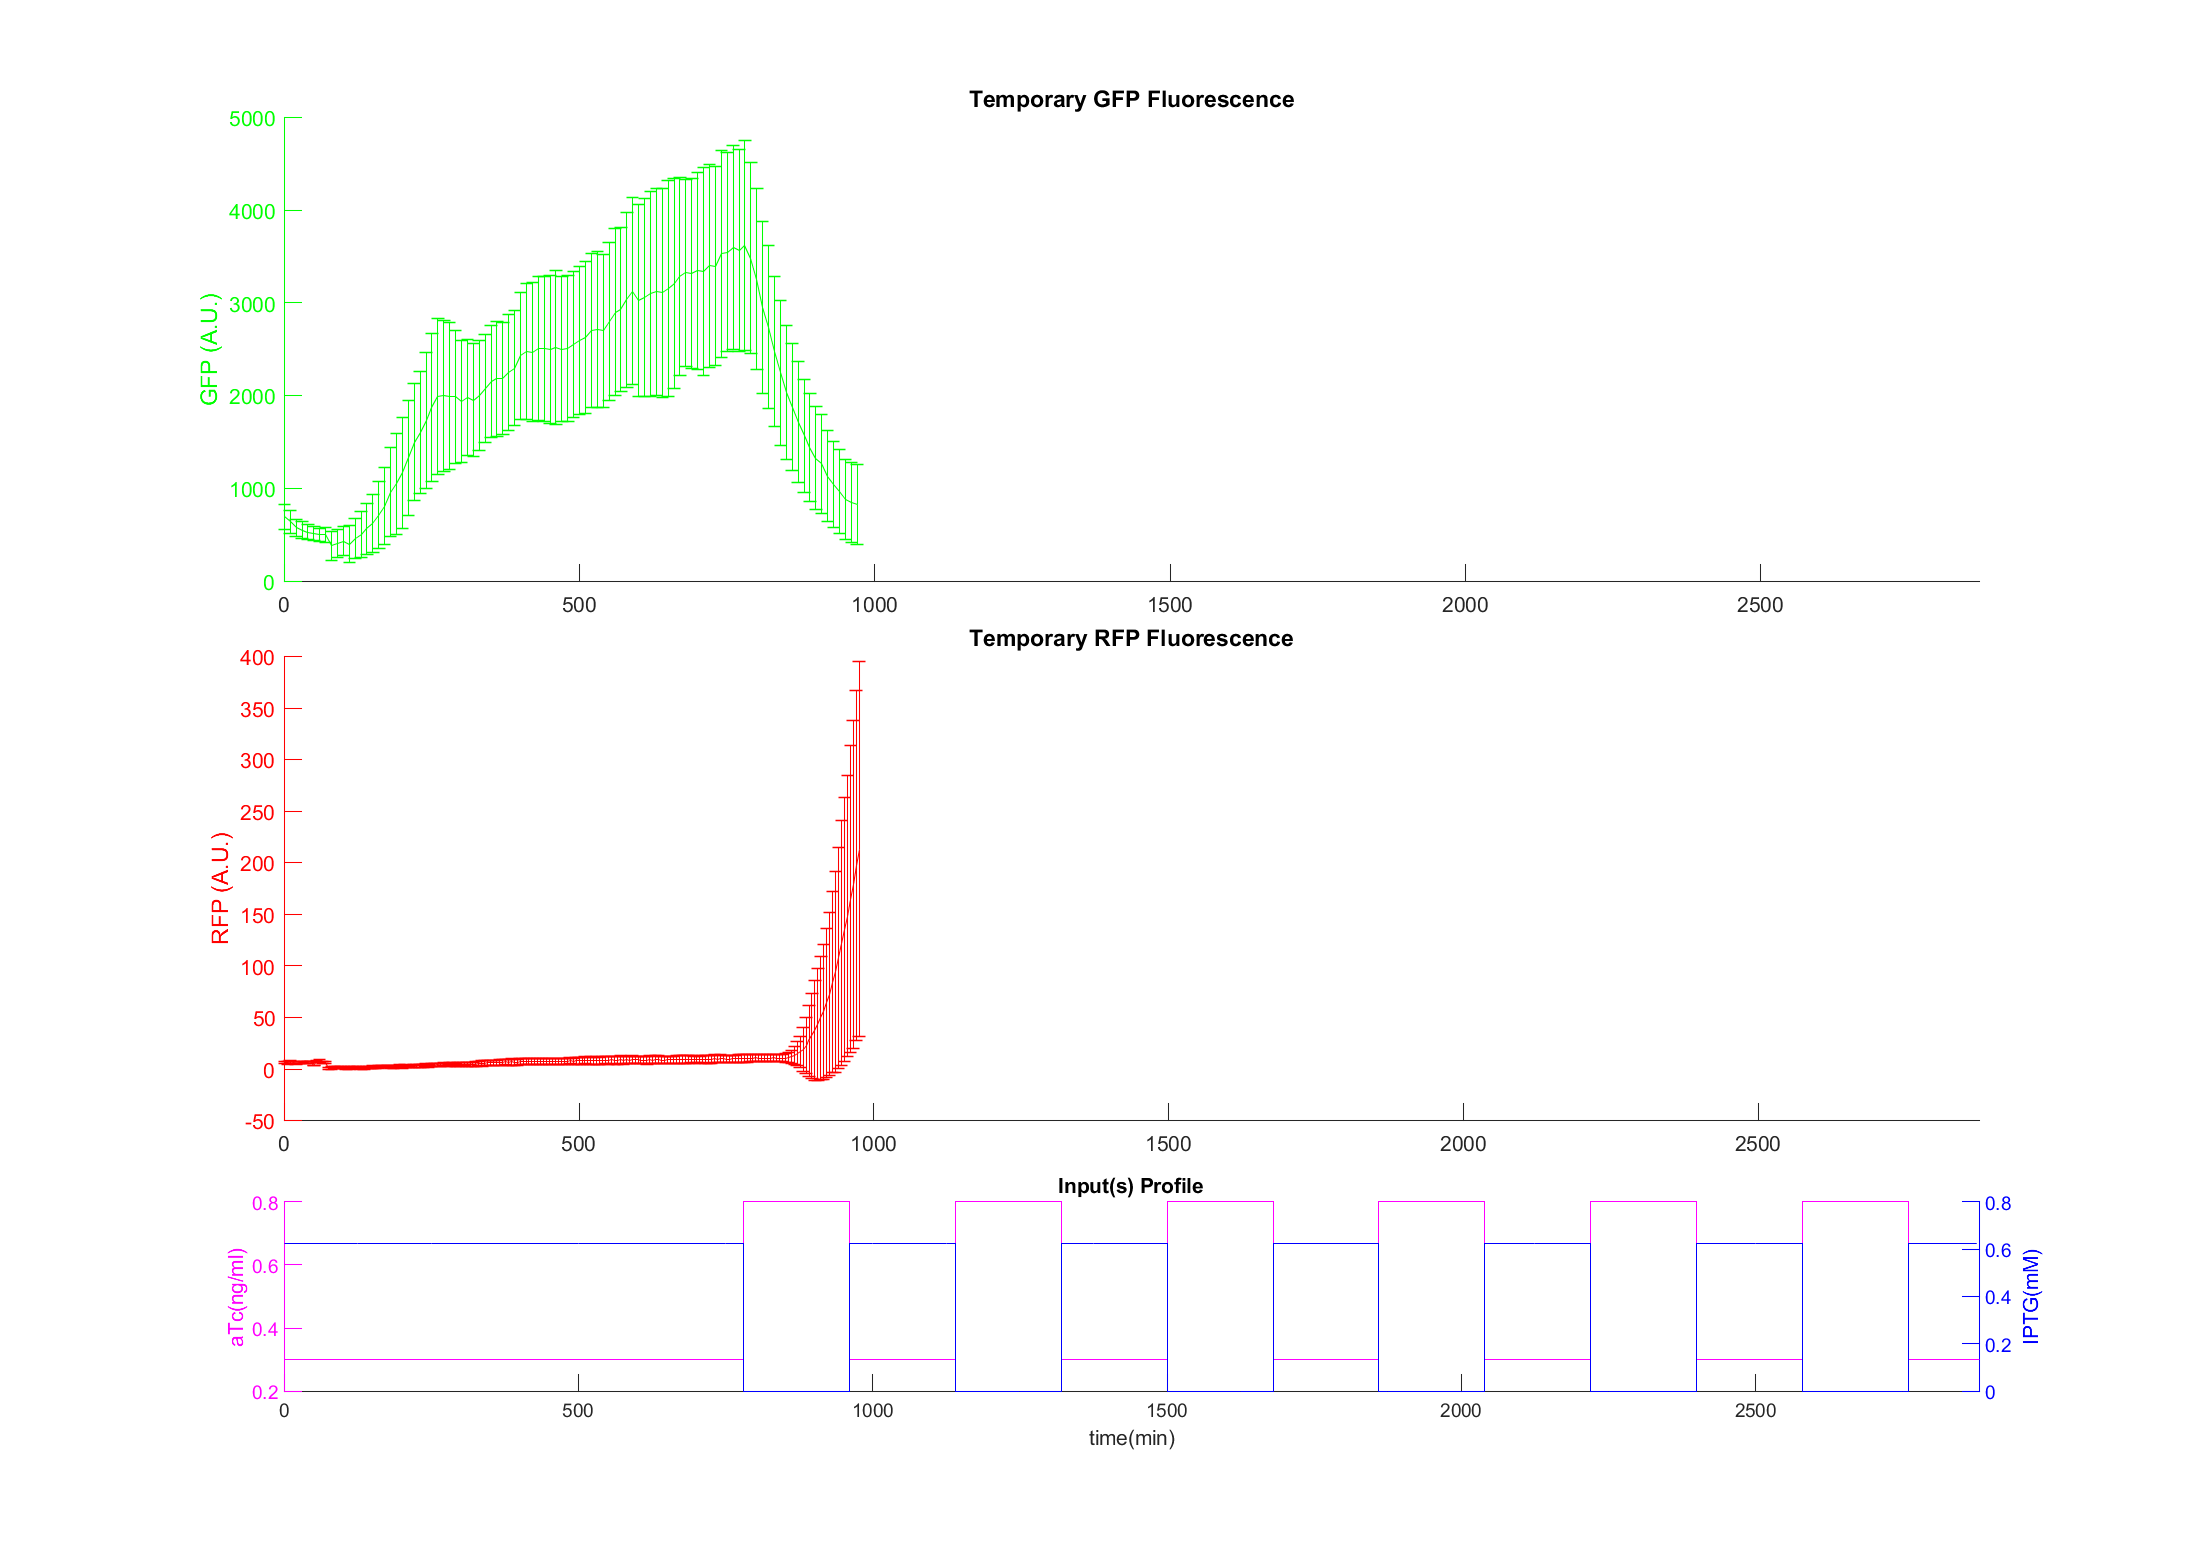 Temporary GFP Fluorescence
5000
4000
3000
2000
1000
0
GFP (A.U.)
0 500 1000 1500 2000 2500
Temporary RFP Fluorescence
400
350
300
250
200
150
100
50
0
-50
RFP (A.U.)
0 500 1000 1500 2000 2500
Input(s) Profile
0.8
0.6
0.4
0.2
aTc(ng/ml)
0.8
0.6
0.4
0.2
0
IPTG(mM)
0 500 1000 1500 2000 2500
time(min)